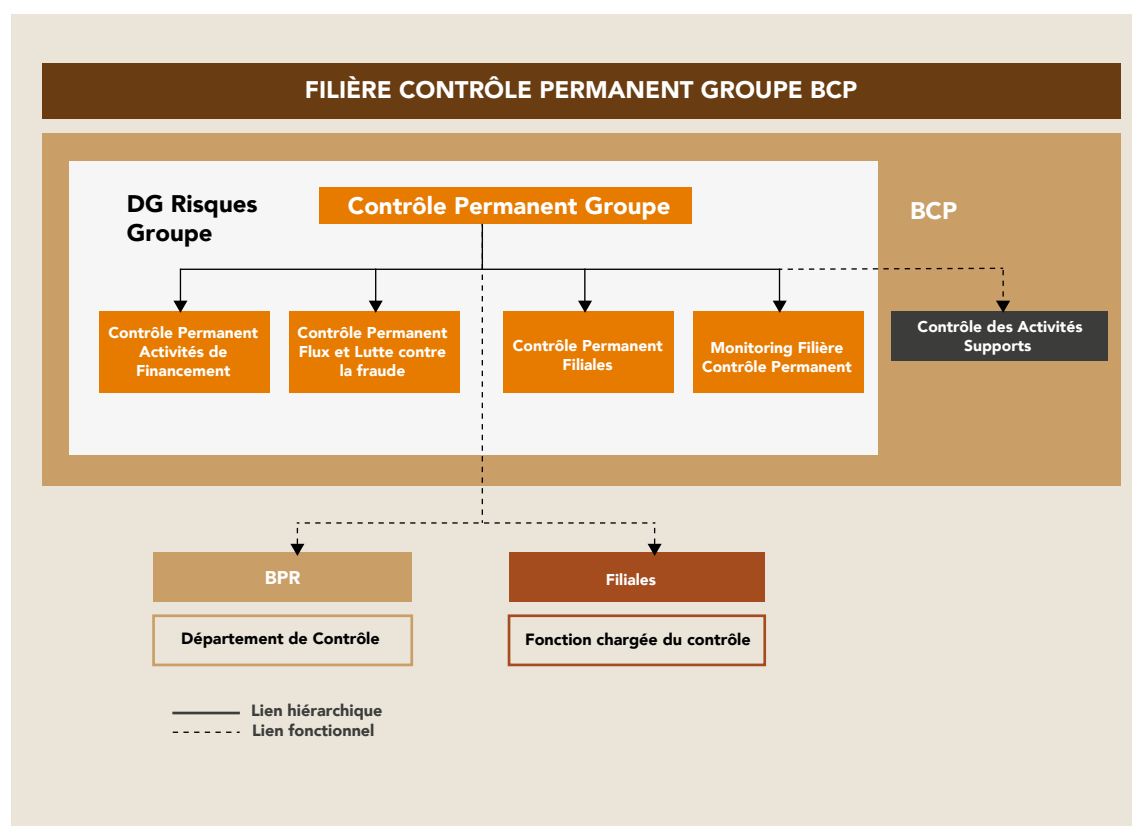 FILIÈRE CONTRÔLE PERMANENT GROUPE BCP
DG Risques
Groupe
Contrôle Permanent Groupe
BCP
Contrôle Permanent
Activités de
Financement
Contrôle Permanent
Flux et Lutte contre
la fraude
Contrôle Permanent
Filiales
Monitoring Filière
Contrôle Permanent
Contrôle des Activités
Supports
BPR
Département de Contrôle
Filiales
Fonction chargée du contrôle
Lien hiérarchique
Lien fonctionnel